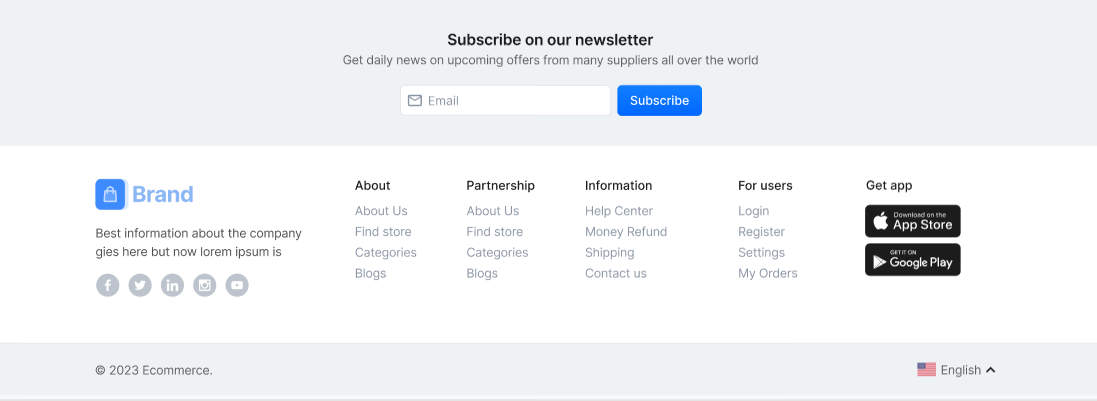 Subscribe on our newsletter
Get daily news on upcoming offers from many suppliers all over the world
Email
Subscribe
Brand
Best information about the company
gies here but now lorem ipsum is
About
About Us
Find store
Categories
Blogs
Partnership
About Us
Find store
Categories
Blogs
Information
Help Center
Money Refund
Shipping
Contact us
For users
Login
Register
Settings
My Orders
Get app
Download on the
App Store
GET IT ON
Google Play
© 2023 Ecommerce.
English